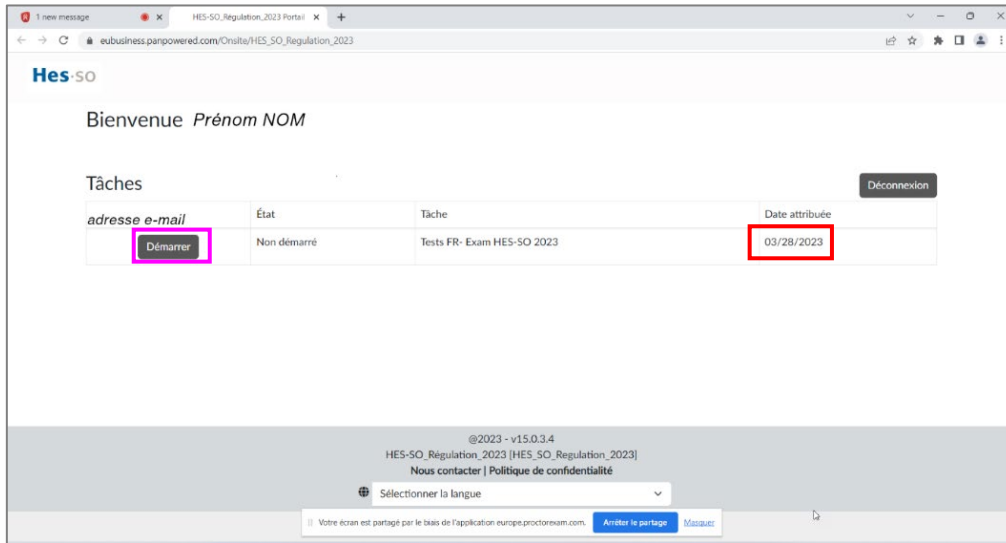 1 new message
HES-SO_Regulation_2023 Portail
eubusiness.panpowered.com/Onsite/HES_SO_Regulation_2023
Hes·so
Bienvenue Prénom NOM
Tâches
Déconnexion
adresse e-mail État Tâche Date attribuée
Démarrer Non démarré Tests FR- Exam HES-SO 2023 03/28/2023
@2023 - v15.0.3.4
HES-SO_Régulation_2023 [HES_SO_Regulation_2023]
Nous contacter | Politique de confidentialité
Sélectionner la langue
Votre écran est partagé par le biais de l'application europe.proctorexam.com. Arrêter le partage Masquer